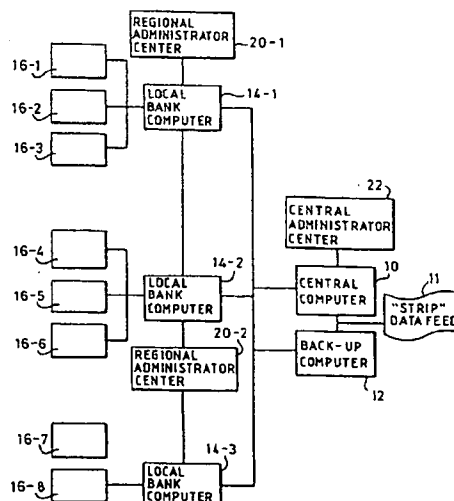 REGIONAL
ADMINISTRATOR
CENTER
20-1
16-1
16-2
16-3
LOCAL
BANK
COMPUTER
14-1
22
CENTRAL
ADMINISTRATOR
CENTER
16-4
16-5
16-6
LOCAL
BANK
COMPUTER
14-2
CENTRAL
COMPUTER
10
11
"STRIP"
DATA FEED
20-2
REGIONAL
ADMINISTRATOR
CENTER
BACK-UP
COMPUTER
12
16-7
16-8
LOCAL
BANK
COMPUTER
14-3